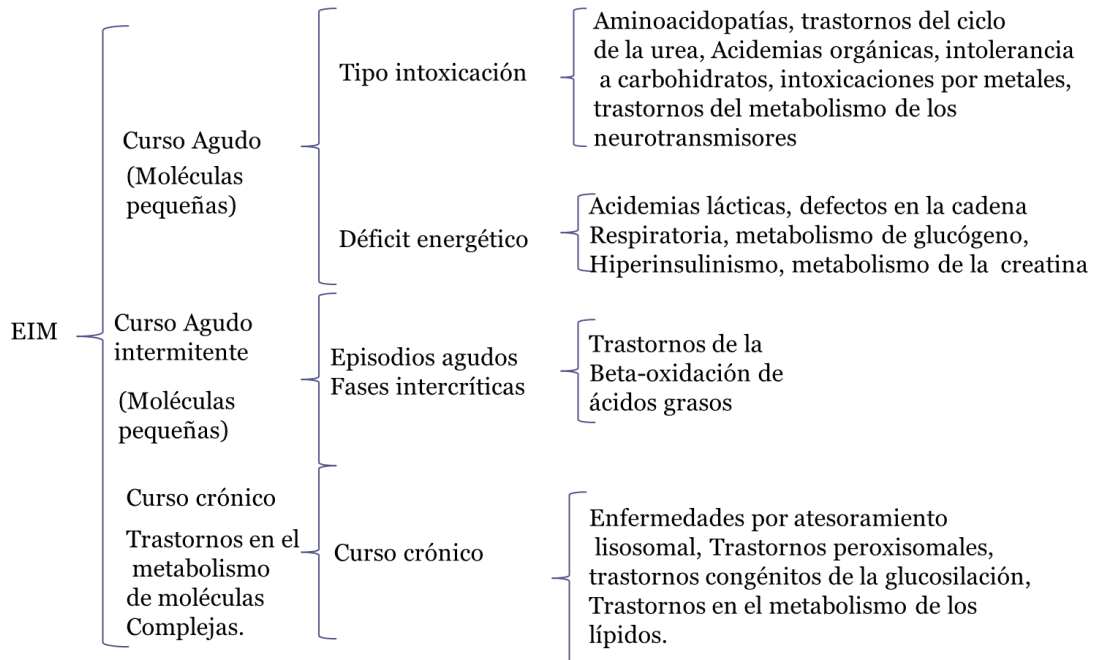 EIM
Curso Agudo
(Moléculas
pequeñas)
Tipo intoxicación
Aminoacidopatías, trastornos del ciclo
de la urea, Acidemias orgánicas, intolerancia
a carbohidratos, intoxicaciones por metales,
trastornos del metabolismo de los
neurotransmisores
Déficit energético
Acidemias lácticas, defectos en la cadena
Respiratoria, metabolismo de glucógeno,
Hiperinsulinismo, metabolismo de la creatina
Curso Agudo
intermitente
(Moléculas
pequeñas)
Episodios agudos
Fases intercríticas
Trastornos de la
Beta-oxidación de
ácidos grasos
Curso crónico
Trastornos en el
metabolismo
de moléculas
Complejas.
Curso crónico
Enfermedades por atesoramiento
lisosomal, Trastornos peroxisomales,
trastornos congénitos de la glucosilación,
Trastornos en el metabolismo de los
lípidos.